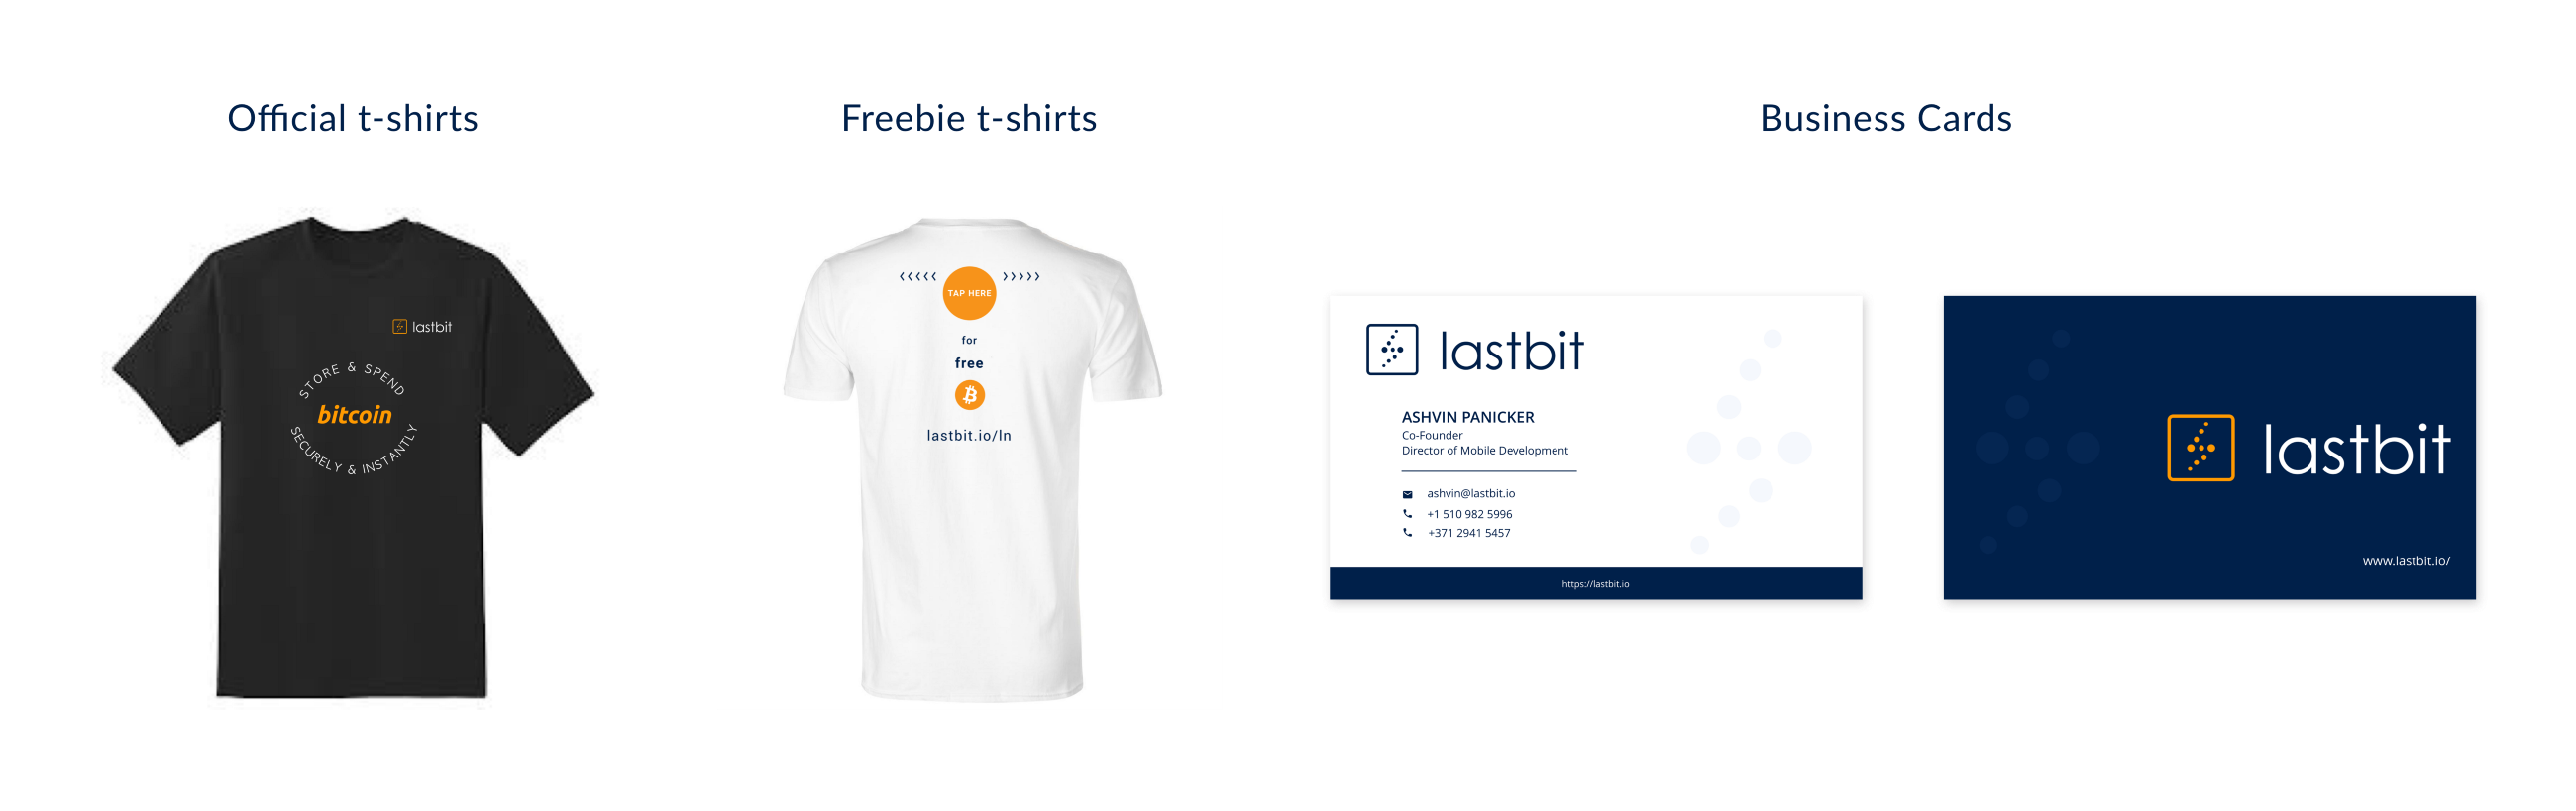 Official t-shirts
lastbit
STORE & SPEND
bitcoin
SECURELY & INSTANTLY
Freebie t-shirts
‹‹‹‹‹ TAP HERE ›››››
for
free
lastbit.io/ln
Business Cards
lastbit
ASHVIN PANICKER
Co-Founder
Director of Mobile Development
ashvin@lastbit.io
+1 510 982 5996
+371 2941 5457
https://lastbit.io
lastbit
www.lastbit.io/